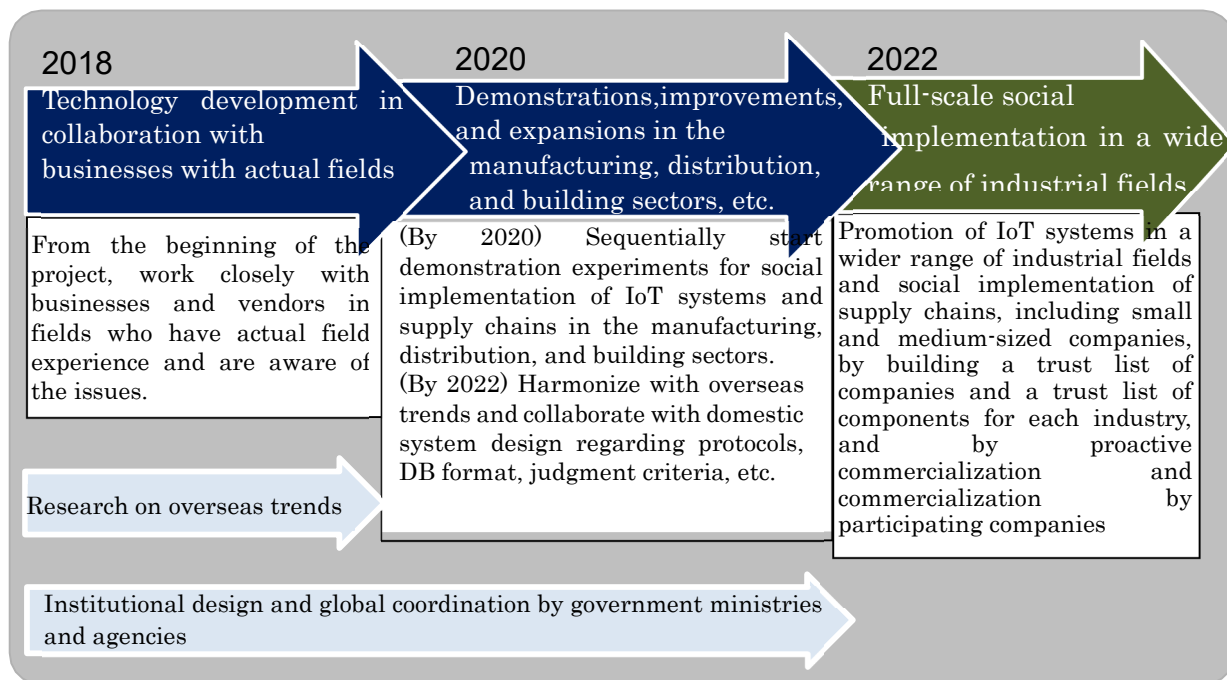 2018
Technology development in
collaboration with
businesses with actual fields
From the beginning of the
project, work closely with
businesses and vendors in
fields who have actual field
experience and are aware of
the issues.
2020
Demonstrations,improvements,
and expansions in the
manufacturing, distribution,
and building sectors, etc.
(By 2020) Sequentially start
demonstration experiments for social
implementation of IoT systems and
supply chains in the manufacturing,
distribution, and building sectors.
(By 2022) Harmonize with overseas
trends and collaborate with domestic
system design regarding protocols,
DB format, judgment criteria, etc.
2022
Full-scale social
implementation in a wide
range of industrial fields.
Promotion of IoT systems in a
wider range of industrial fields
and social implementation of
supply chains, including small
and medium-sized companies,
by building a trust list of
companies and a trust list of
components for each industry,
and by proactive
commercialization and
commercialization by
participating companies
Research on overseas trends
Institutional design and global coordination by government ministries
and agencies